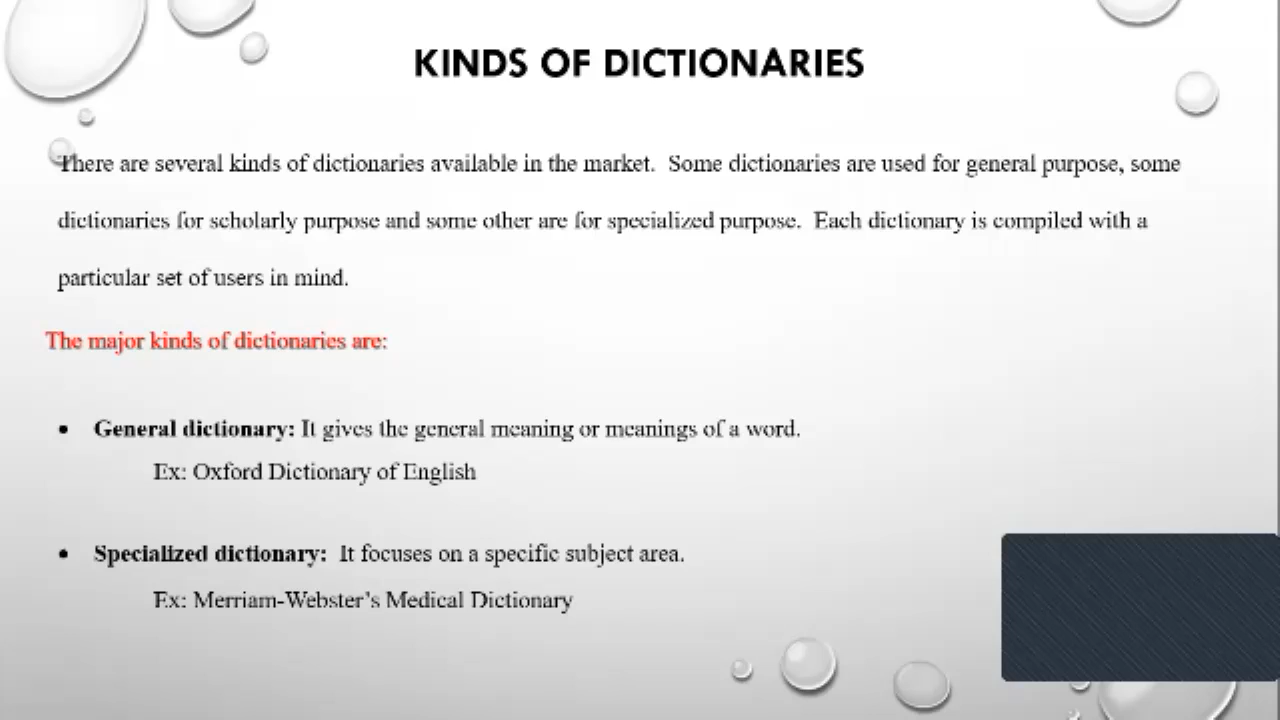 KINDS OF DICTIONARIES
There are several kinds of dictionaries available in the market.  Some dictionaries are used for general purpose, some
dictionaries for scholarly purpose and some other are for specialized purpose.  Each dictionary is compiled with a
particular set of users in mind.
The major kinds of dictionaries are:
• General dictionary: It gives the general meaning or meanings of a word.
Ex: Oxford Dictionary of English
• Specialized dictionary:  It focuses on a specific subject area.
Ex: Merriam-Webster's Medical Dictionary